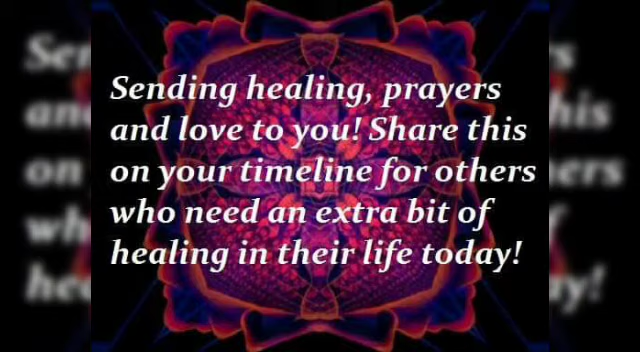 Sending healing, prayers
and love to you! Share this
on your timeline for others
who need an extra bit of
healing in their life today!